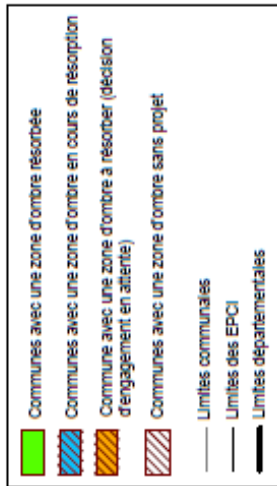 Communes avec une zone d'ombre résorbée
Communes avec une zone d'ombre en cours de résorption
Commune avec une zone d'ombre à résorber (décision
d'engagement en attente)
Communes avec une zone d'ombre sans projet
Limites communales
Limites des EPCI
Limites départementales